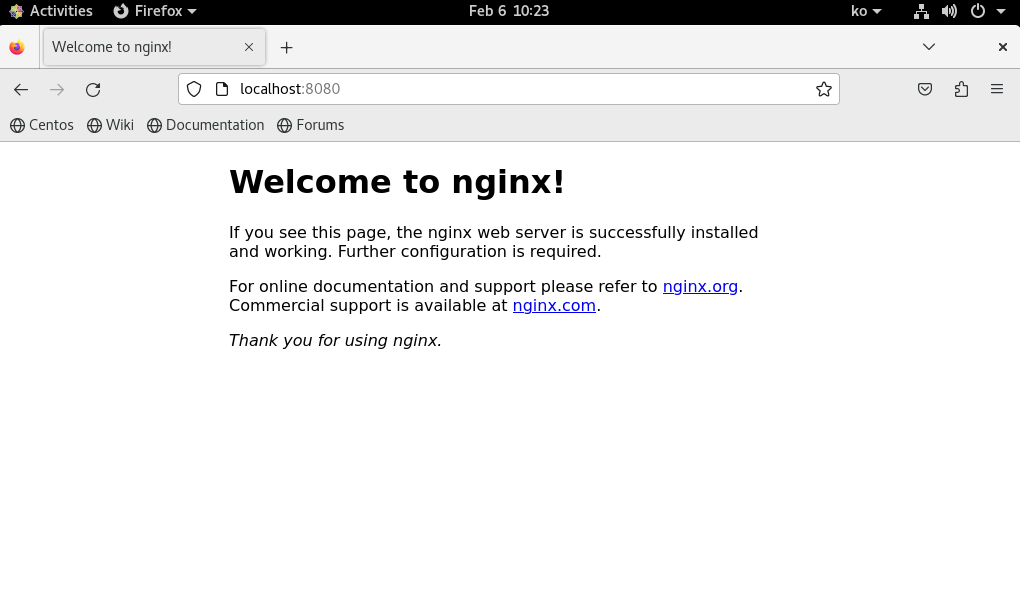 Activities Firefox Feb 6 10:23 ko
Welcome to nginx!
localhost:8080
Centos Wiki Documentation Forums
Welcome to nginx!
If you see this page, the nginx web server is successfully installed
and working. Further configuration is required.
For online documentation and support please refer to nginx.org.
Commercial support is available at nginx.com.
Thank you for using nginx.